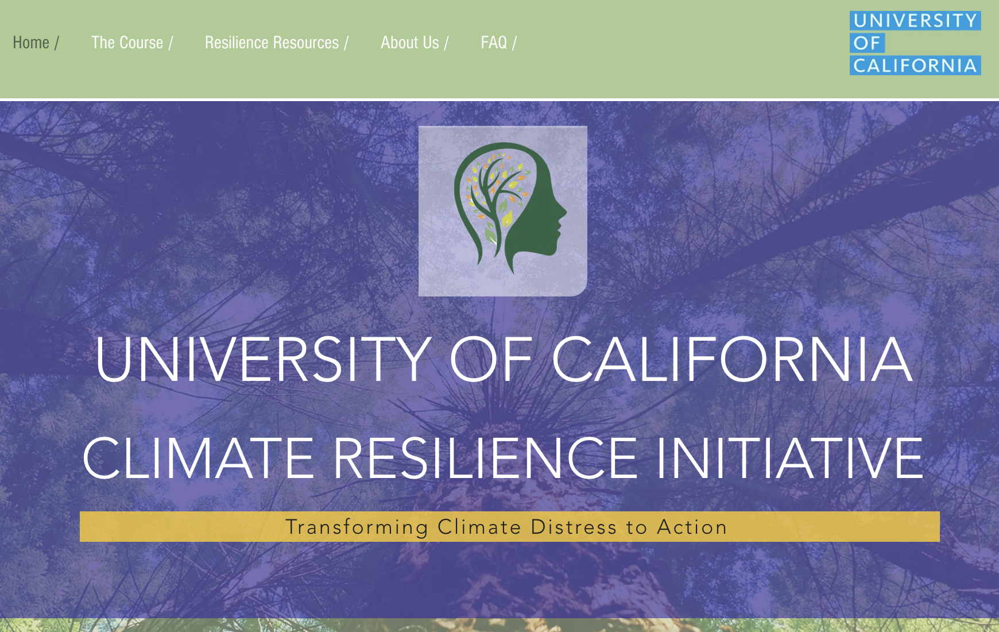 Home / The Course / Resilience Resources / About Us / FAQ /
UNIVERSITY
OF
CALIFORNIA
UNIVERSITY OF CALIFORNIA
CLIMATE RESILIENCE INITIATIVE
Transforming Climate Distress to Action